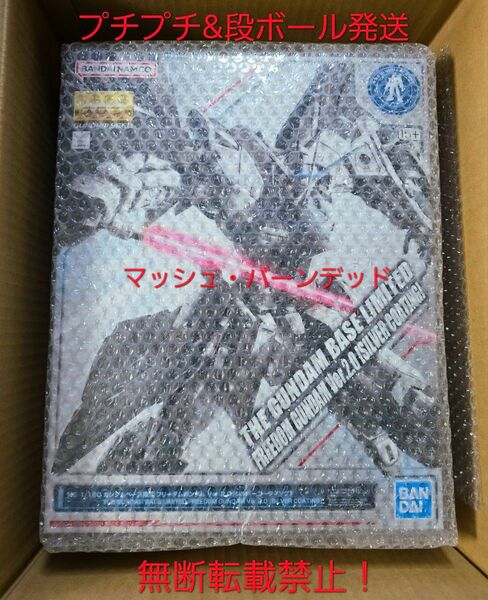 プチプチ&段ボール発送
BANDAI NAMCO
マッシュ・バーンデッド
THE GUNDAM BASE LIMITED
FREEDOM GUNDAM Ver.2.0 [SILVER COATING]
BAN
DAI
無断転載禁止！